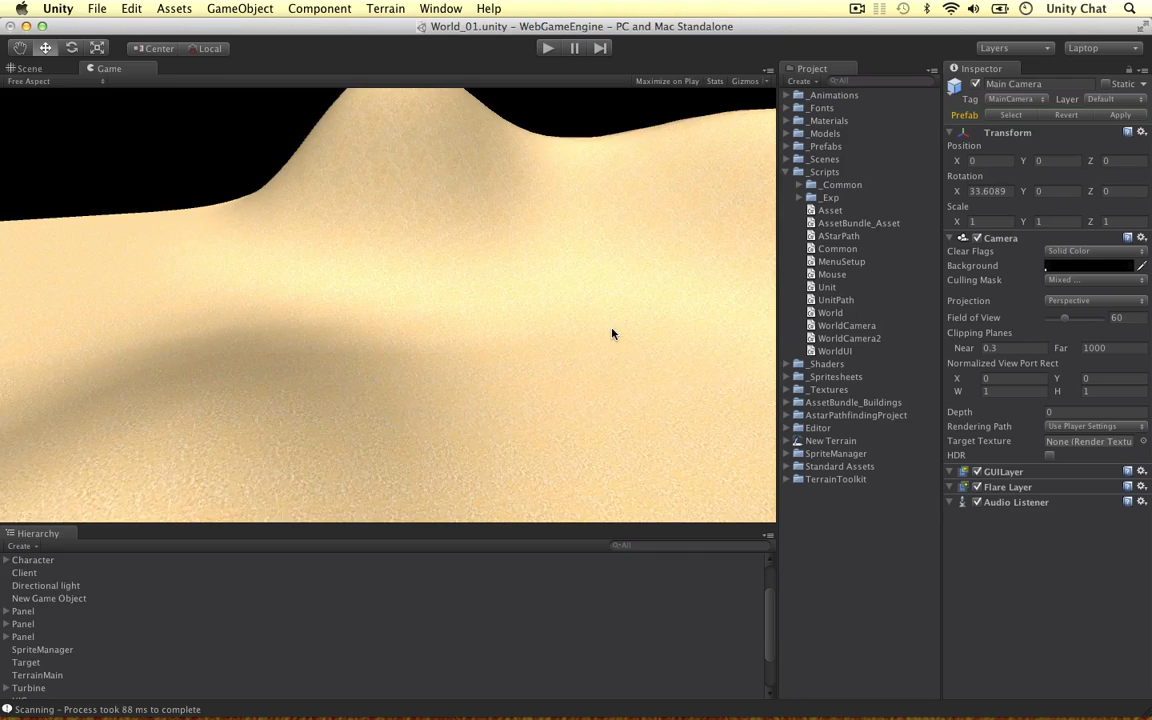 Unity File Edit Assets GameObject Component Terrain Window Help Unity Chat
World_01.unity – WebGameEngine – PC and Mac Standalone
Center Local Layers Laptop
Scene Game
Free Aspect Maximize on Play Stats Gizmos
Project
Create All
_Animations
_Fonts
_Materials
_Models
_Prefabs
_Scenes
_Scripts
_Common
_Exp
Asset
AssetBundle_Asset
AStarPath
Common
MenuSetup
Mouse
Unit
UnitPath
World
WorldCamera
WorldCamera2
WorldUI
_Shaders
_Spritesheets
_Textures
AssetBundle_Buildings
AstarPathfindingProject
Editor
New Terrain
SpriteManager
Standard Assets
TerrainToolkit
Inspector
Main Camera Static
Tag MainCamera Layer Default
Prefab Select Revert Apply
Transform
Position
X 0 Y 0 Z 0
Rotation
X 33.6089 Y 0 Z 0
Scale
X 1 Y 1 Z 1
Camera
Clear Flags Solid Color
Background
Culling Mask Mixed ...
Projection Perspective
Field of View 60
Clipping Planes
Near 0.3 Far 1000
Normalized View Port Rect
X 0 Y 0
W 1 H 1
Depth 0
Rendering Path Use Player Settings
Target Texture None (Render Textu
HDR
GUILayer
Flare Layer
Audio Listener
Hierarchy
Create All
Character
Client
Directional light
New Game Object
Panel
Panel
Panel
SpriteManager
Target
TerrainMain
Turbine
Scanning – Process took 88 ms to complete